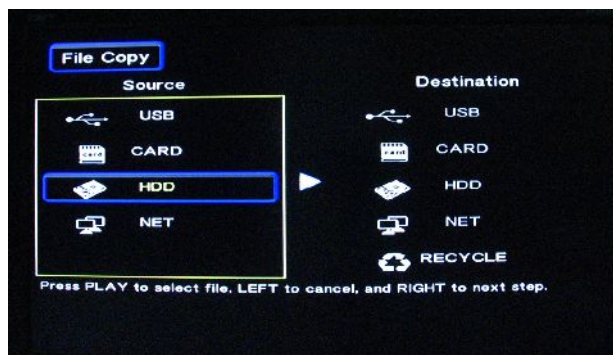 File Copy
Source
USB
CARD
HDD
NET
Destination
USB
CARD
HDD
NET
RECYCLE
Press PLAY to select file, LEFT to cancel, and RIGHT to next step.